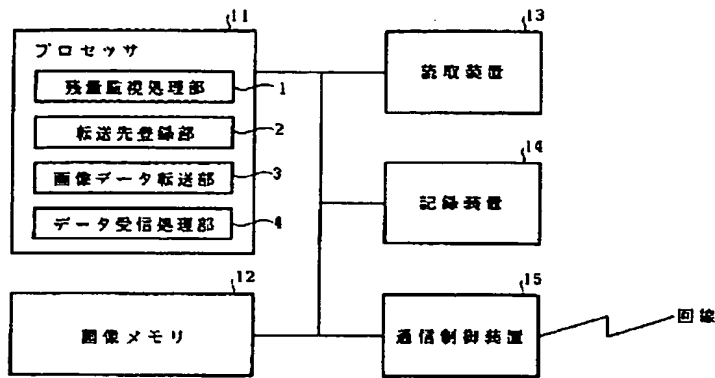 11
プロセッサ
残量監視処理部 1
転送先登録部 2
画像データ転送部 3
データ受信処理部 4
12
画像メモリ
13
読取装置
14
記録装置
15
通信制御装置
回線